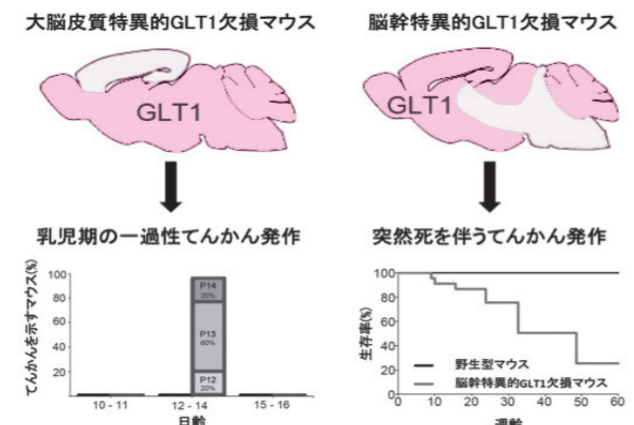 大脳皮質特異的GLT1欠損マウス
脳幹特異的GLT1欠損マウス
GLT1
GLT1
乳児期の一過性てんかん発作
突然死を伴うてんかん発作
てんかんを示すマウス(%)
100
80
60
40
20
P14
20%
P13
60%
P12
20%
10 - 11
12 - 14
15 - 16
日齢
生存率(%)
100
80
60
40
20
0
野生型マウス
脳幹特異的GLT1欠損マウス
0
10
20
30
40
50
60
週齢